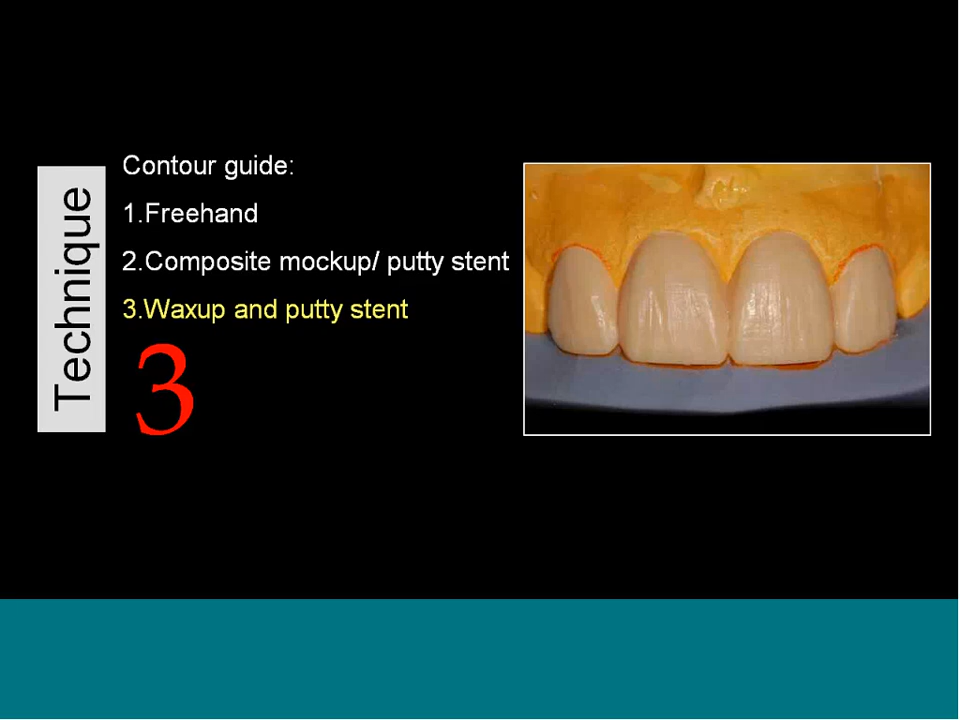 Technique
Contour guide:
1.Freehand
2.Composite mockup/ putty stent
3.Waxup and putty stent
3